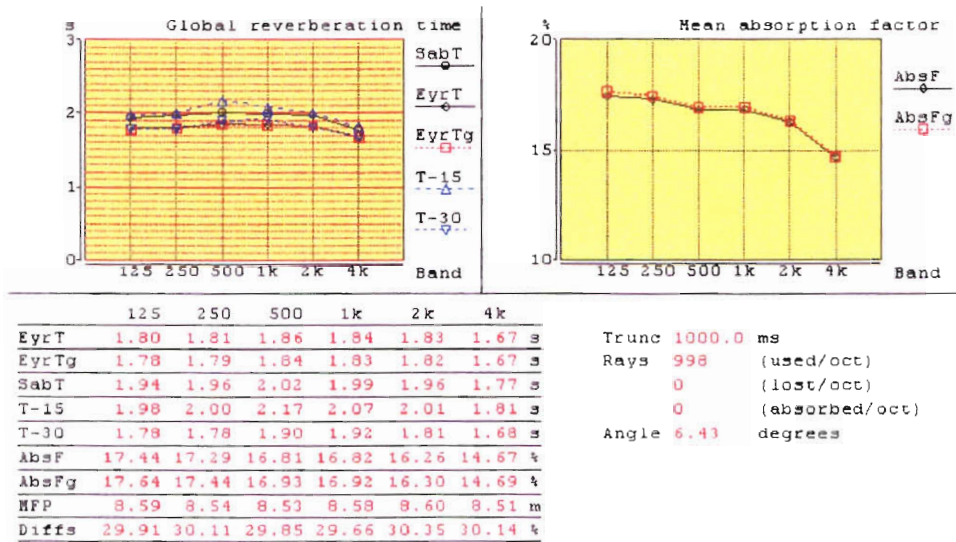 s Global reverberation time
3
2
1
0
125 250 500 1k 2k 4k Band
SabT
EyrT
EyrTg
T-15
T-30
% Mean absorption factor
20
15
10
125 250 500 1k 2k 4k Band
AbsF
AbsFg
125 250 500 1k 2k 4k
EyrT 1.80 1.81 1.86 1.84 1.83 1.67 s
EyrTg 1.78 1.79 1.84 1.83 1.82 1.67 s
SabT 1.94 1.96 2.02 1.99 1.96 1.77 s
T-15 1.98 2.00 2.17 2.07 2.01 1.81 s
T-30 1.78 1.78 1.90 1.92 1.81 1.68 s
AbsF 17.44 17.29 16.81 16.82 16.26 14.67 %
AbsFg 17.64 17.44 16.93 16.92 16.30 14.69 %
MFP 8.59 8.54 8.53 8.58 8.60 8.51 m
Diffs 29.91 30.11 29.85 29.66 30.35 30.14 %
Trunc 1000.0 ms
Rays 998 (used/oct)
0 (lost/oct)
0 (absorbed/oct)
Angle 6.43 degrees